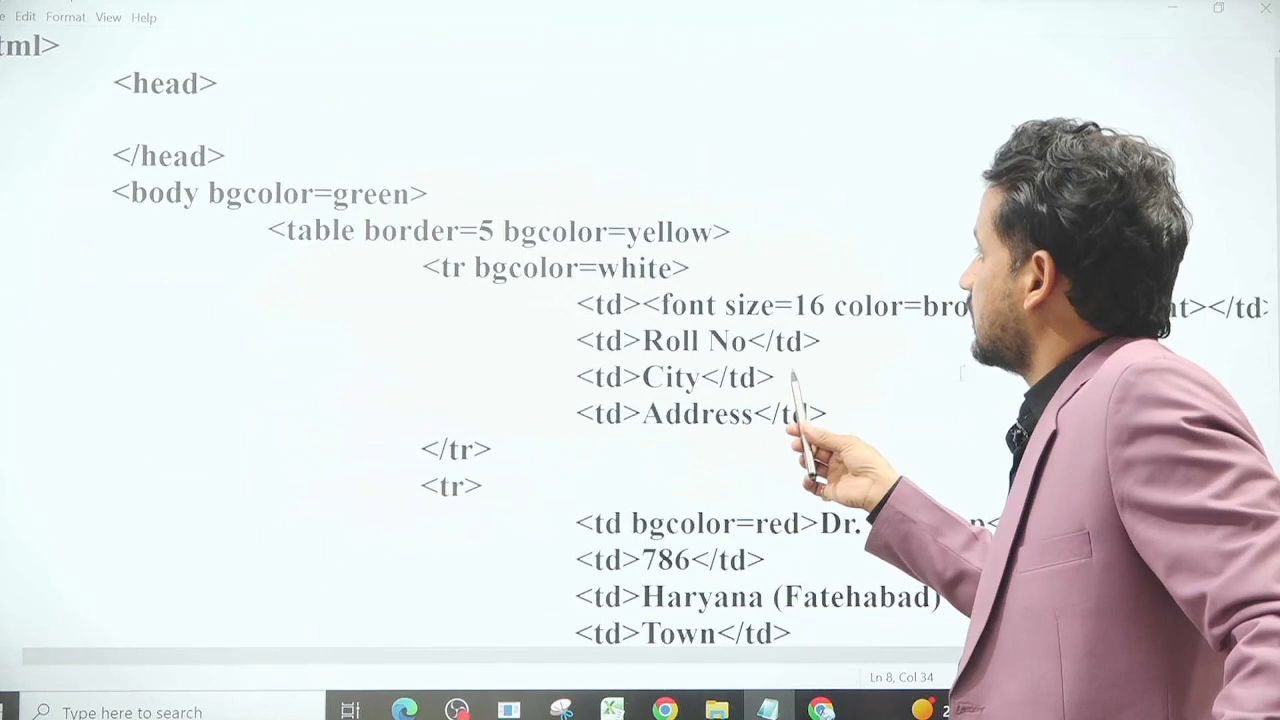 Edit Format View Help
tml>
<head>
</head>
<body bgcolor=green>
<table border=5 bgcolor=yellow>
<tr bgcolor=white>
<td><font size=16 color=bro t></td>
<td>Roll No</td>
<td>City</td>
<td>Address</td>
</tr>
<tr>
<td bgcolor=red>Dr.
<td>786</td>
<td>Haryana (Fatehabad)
<td>Town</td>
Ln 8, Col 34
Type here to search